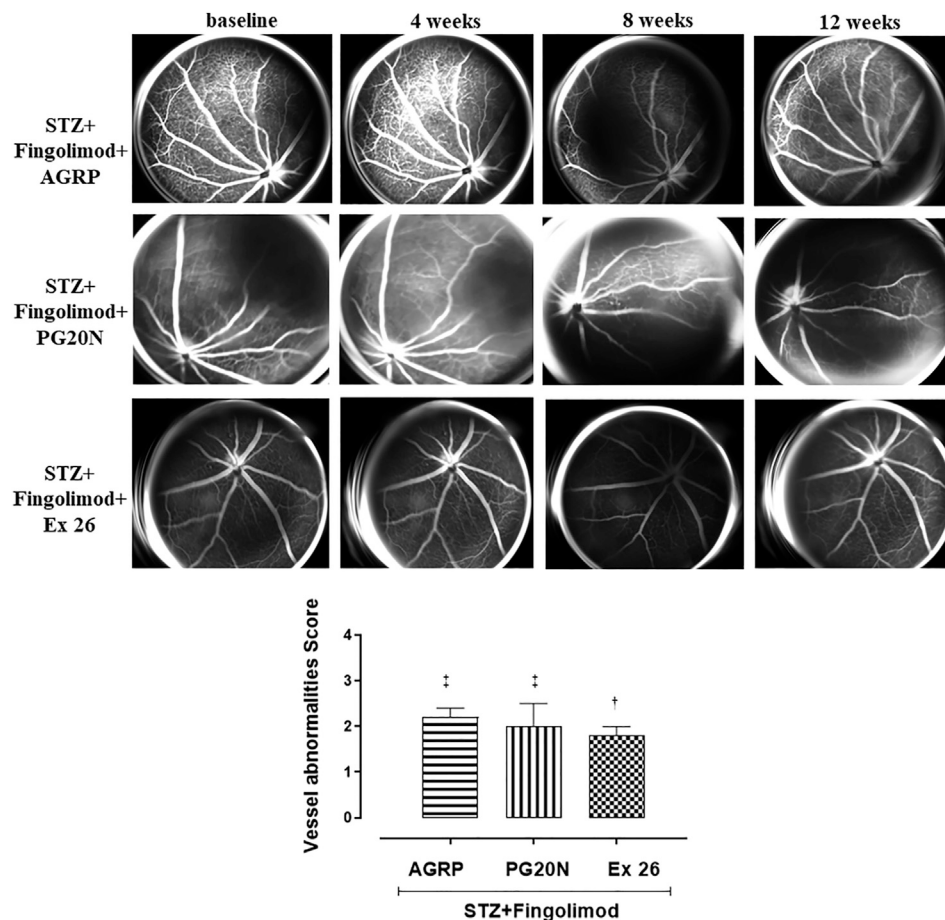 baseline 4 weeks 8 weeks 12 weeks
STZ+
Fingolimod+
AGRP
STZ+
Fingolimod+
PG20N
STZ+
Fingolimod+
Ex 26
Vessel abnormalities Score
4
3
2
1
0
‡ ‡ †
AGRP PG20N Ex 26
STZ+Fingolimod